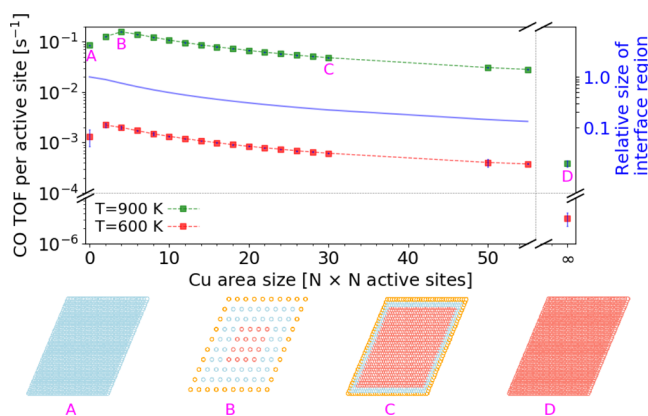 CO TOF per active site [s⁻¹]
10⁻¹
10⁻²
10⁻³
10⁻⁴
10⁻⁶
A
B
C
D
T=900 K
T=600 K
1.0
0.1
Relative size of
interface region
0 10 20 30 40 50 ∞
Cu area size [N × N active sites]
A B C D